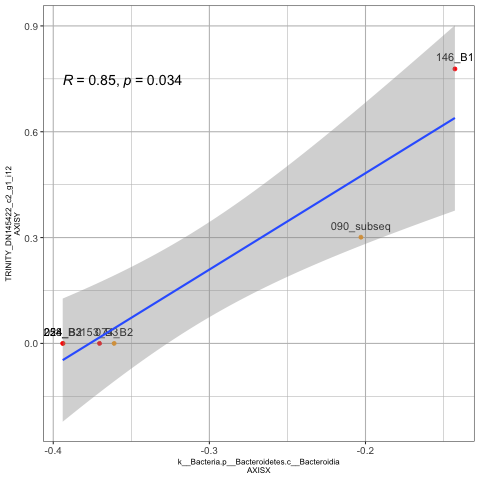 0.9
0.6
0.3
0.0
TRINITY_DN145422_c2_g1_i12
AXISY
R = 0.85, p = 0.034
146_B1
090_subseq
-0.4
-0.3
-0.2
k__Bacteria.p__Bacteroidetes.c__Bacteroidia
AXISX